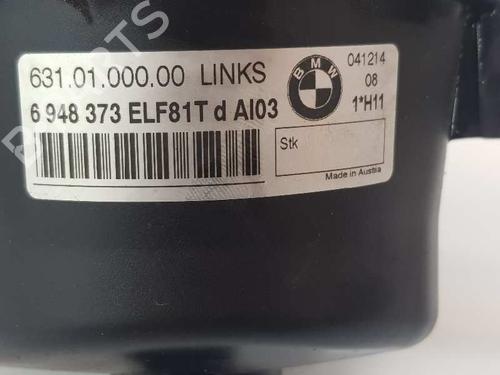 631.01.000.00 LINKS
6 948 373 ELF81T d AI03
BMW
041214
08
1*H11
Stk
Made in Austria